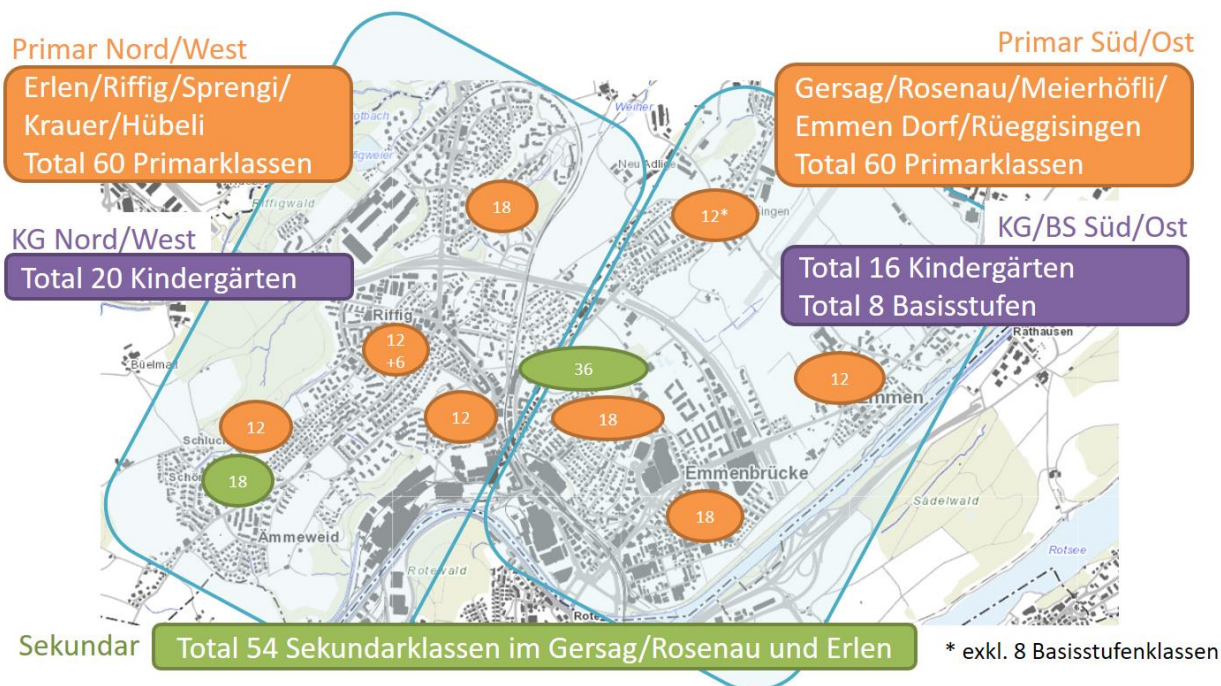 Primar Nord/West
Erlen/Riffig/Sprengi/
Krauer/Hübeli
Total 60 Primarklassen
Primar Süd/Ost
Gersag/Rosenau/Meierhöfli/
Emmen Dorf/Rüeggisingen
Total 60 Primarklassen
KG Nord/West
Total 20 Kindergärten
KG/BS Süd/Ost
Total 16 Kindergärten
Total 8 Basisstufen
Weiher
Riffigwald
18
12*
Rathausen
Riffig
12
+6
36
12
Büelmatt
12
12
18
18
Emmenbrücke
18
Ämmeweid
Sädelwald
Rotsee
Rotewald
Sekundar
Total 54 Sekundarklassen im Gersag/Rosenau und Erlen
* exkl. 8 Basisstufenklassen